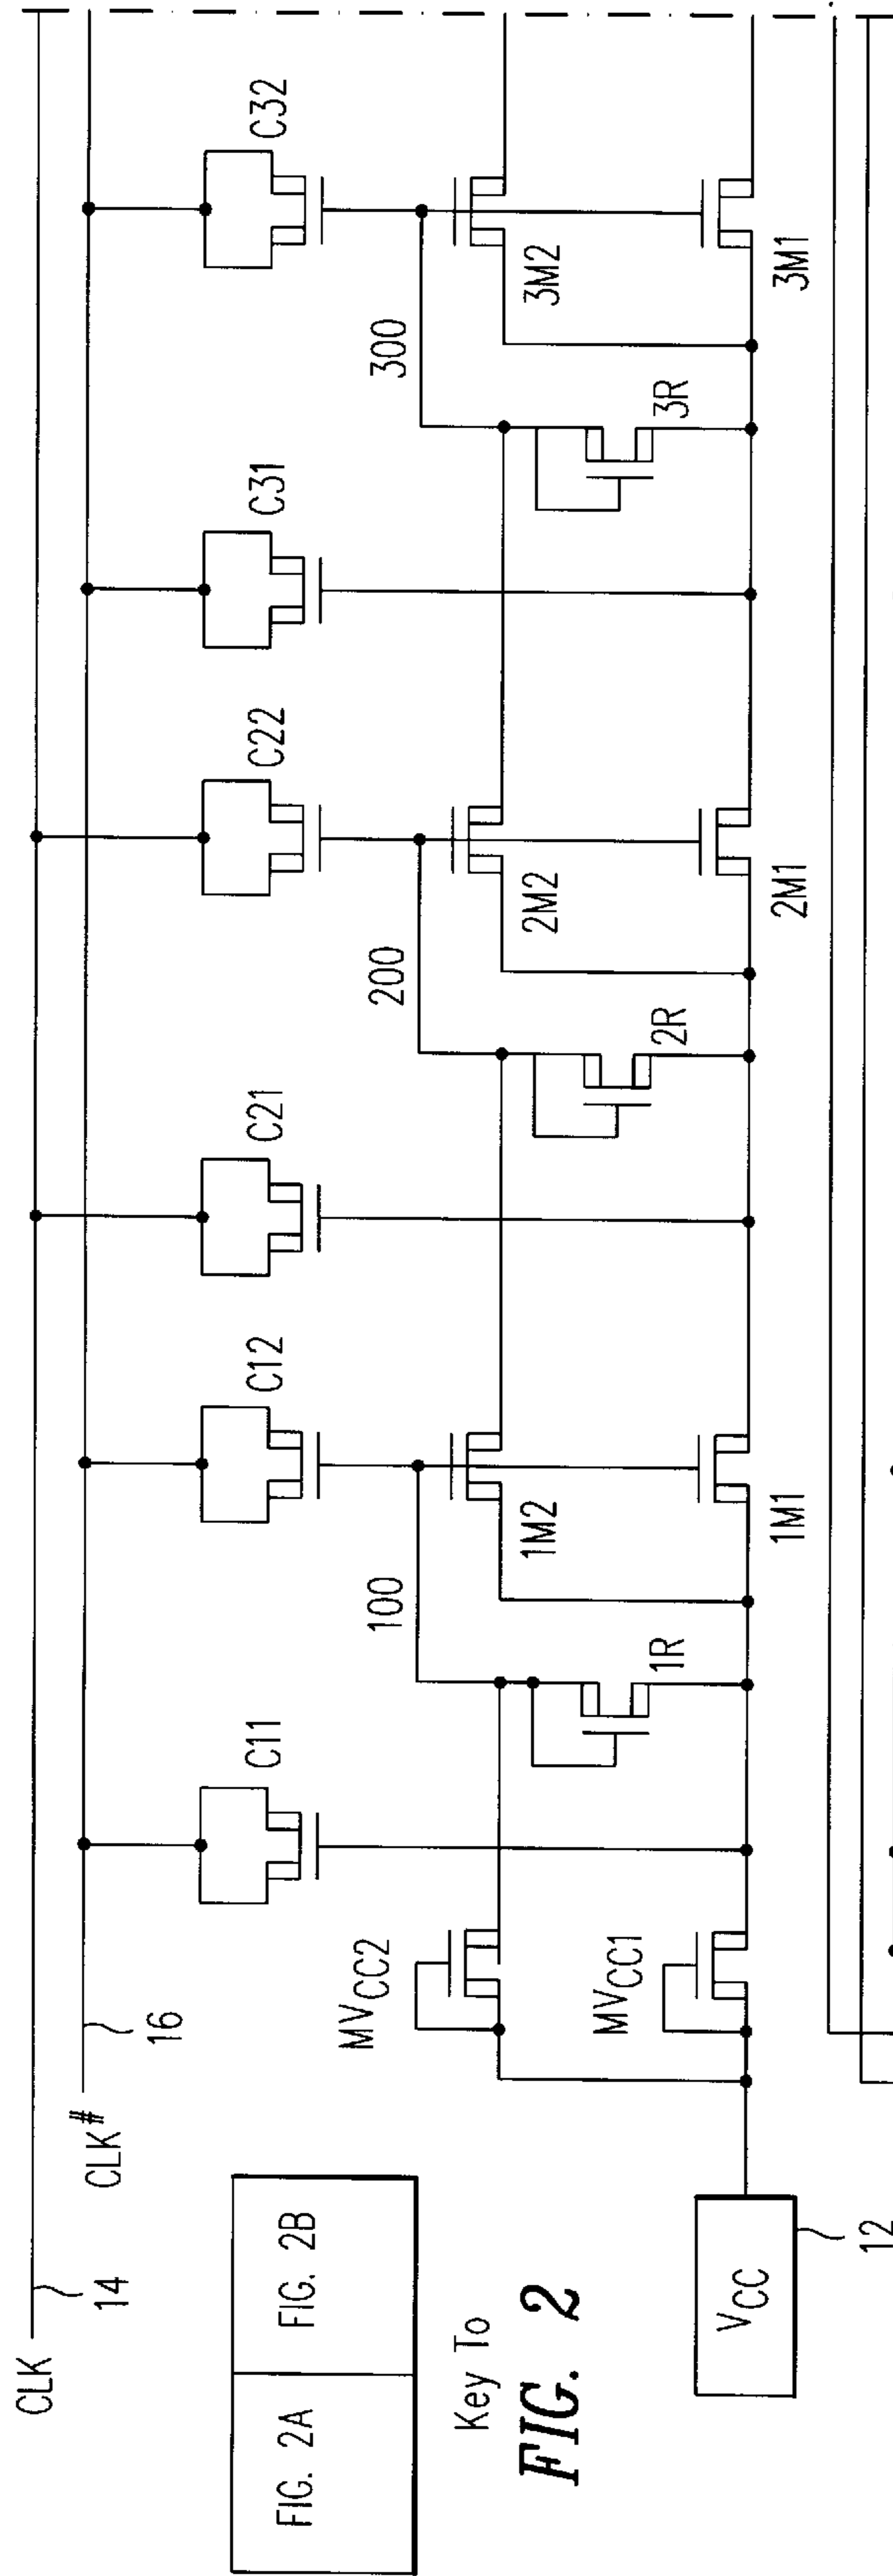 CLK
14
CLK#
16
C11
C12
C21
C22
C31
C32
100
200
300
MVCC2
1M2
2M2
3M2
1R
2R
3R
MVCC1
1M1
2M1
3M1
VCC
12
FIG. 2A
FIG. 2B
Key To
FIG. 2